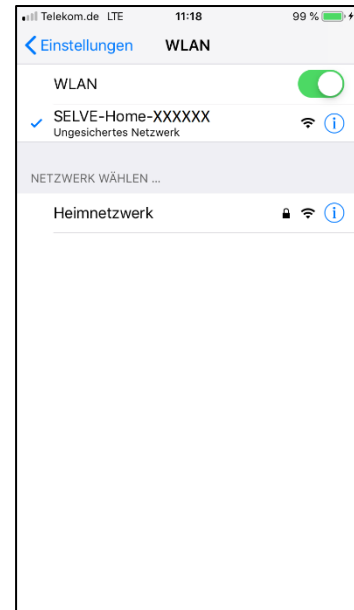 Telekom.de LTE 11:18 99 %
Einstellungen WLAN
WLAN
SELVE-Home-XXXXXX
Ungesichertes Netzwerk
NETZWERK WÄHLEN ...
Heimnetzwerk